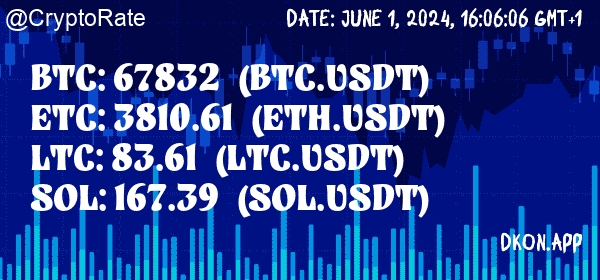 @CryptoRate
DATE: JUNE 1, 2024, 16:06:06 GMT+1
BTC: 67832 (BTC.USDT)
ETC: 3810.61 (ETH.USDT)
LTC: 83.61 (LTC.USDT)
SOL: 167.39 (SOL.USDT)
DKON.APP